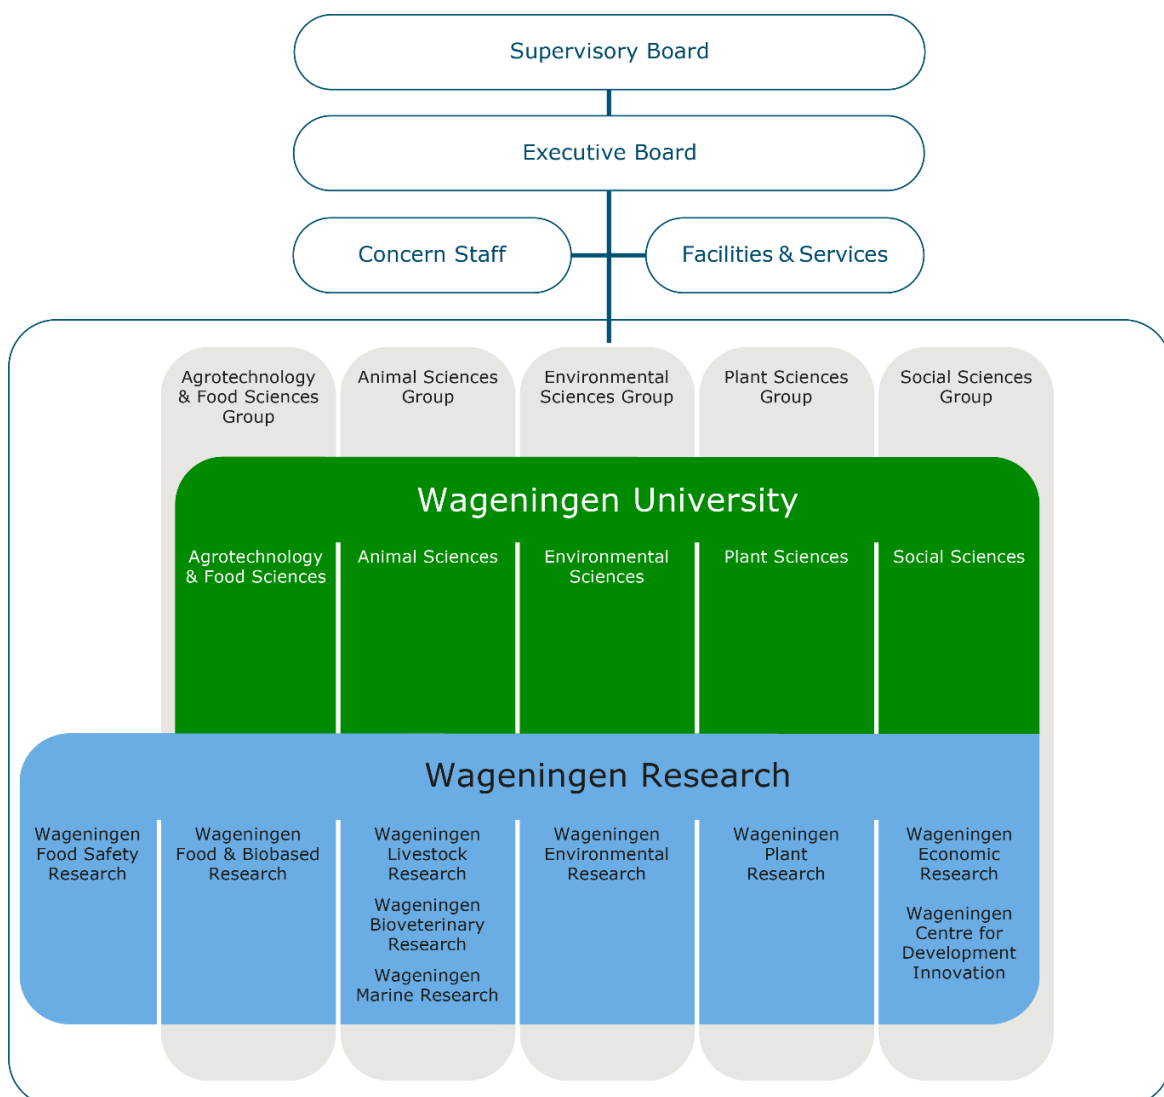 Supervisory Board
Executive Board
Concern Staff
Facilities & Services
Agrotechnology
& Food Sciences
Group
Animal Sciences
Group
Environmental
Sciences Group
Plant Sciences
Group
Social Sciences
Group
Wageningen University
Agrotechnology
& Food Sciences
Animal Sciences
Environmental
Sciences
Plant Sciences
Social Sciences
Wageningen Research
Wageningen
Food Safety
Research
Wageningen
Food & Biobased
Research
Wageningen
Livestock
Research
Wageningen
Bioveterinary
Research
Wageningen
Marine Research
Wageningen
Environmental
Research
Wageningen
Plant
Research
Wageningen
Economic
Research
Wageningen
Centre for
Development
Innovation